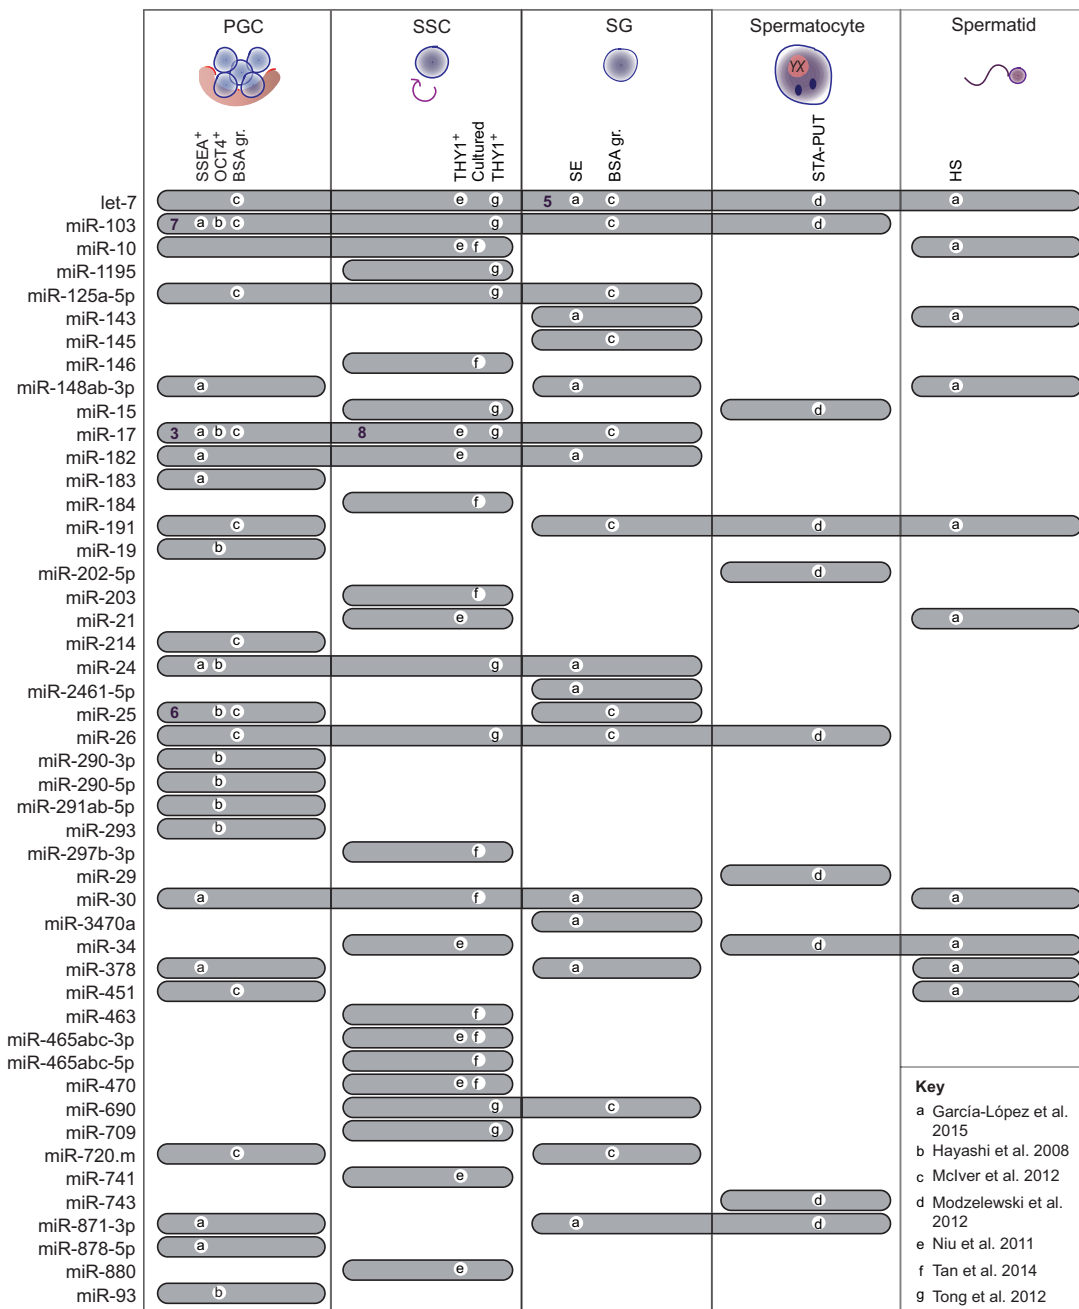 PGC SSC SG Spermatocyte Spermatid
YX
SSEA⁺ OCT4⁺ BSA gr. THY1⁺ Cultured THY1⁺ SE BSA gr. STA-PUT HS
let-7 c e g 5 a c d a
miR-103 7 a b c g c d
miR-10 e f a
miR-1195 g
miR-125a-5p c g c
miR-143 a a
miR-145 c
miR-146 f
miR-148ab-3p a a a
miR-15 g d
miR-17 3 a b c 8 e g c
miR-182 a e a
miR-183 a
miR-184 f
miR-191 c c d a
miR-19 b
miR-202-5p d
miR-203 f
miR-21 e a
miR-214 c
miR-24 a b g a
miR-2461-5p a
miR-25 6 b c c
miR-26 c g c d
miR-290-3p b
miR-290-5p b
miR-291ab-5p b
miR-293 b
miR-297b-3p f
miR-29 d
miR-30 a f a a
miR-3470a a
miR-34 e d a
miR-378 a a a
miR-451 c a
miR-463 f
miR-465abc-3p e f
miR-465abc-5p f
miR-470 e f
miR-690 g c
miR-709 g
miR-720.m c c
miR-741 e
miR-743 d
miR-871-3p a a d
miR-878-5p a
miR-880 e
miR-93 b
Key
a García-López et al.
2015
b Hayashi et al. 2008
c McIver et al. 2012
d Modzelewski et al.
2012
e Niu et al. 2011
f Tan et al. 2014
g Tong et al. 2012